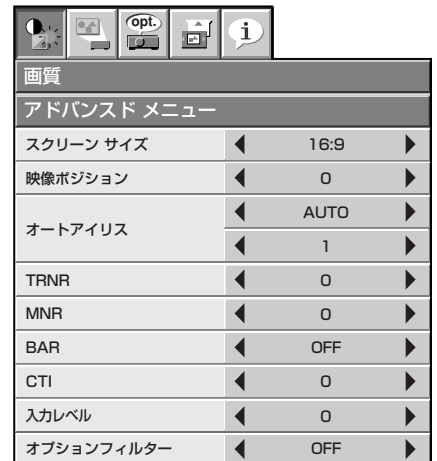 opt.
i
画質
アドバンスド メニュー
スクリーン サイズ 16:9
映像ポジション 0
オートアイリス AUTO
1
TRNR 0
MNR 0
BAR OFF
CTI 0
入力レベル 0
オプションフィルター OFF